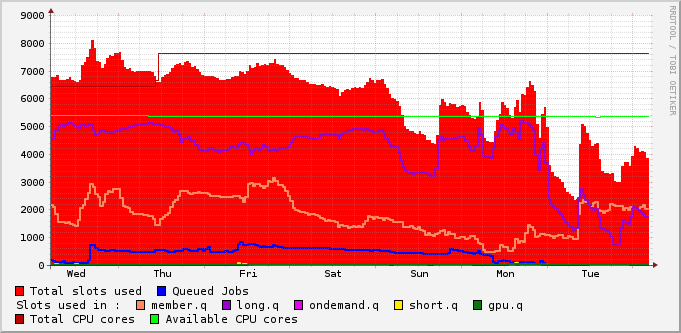 RRDTOOL / TOBI OETIKER
9000
8000
7000
6000
5000
4000
3000
2000
1000
0
Wed Thu Fri Sat Sun Mon Tue
Total slots used Queued Jobs
Slots used in : member.q long.q ondemand.q short.q gpu.q
Total CPU cores Available CPU cores